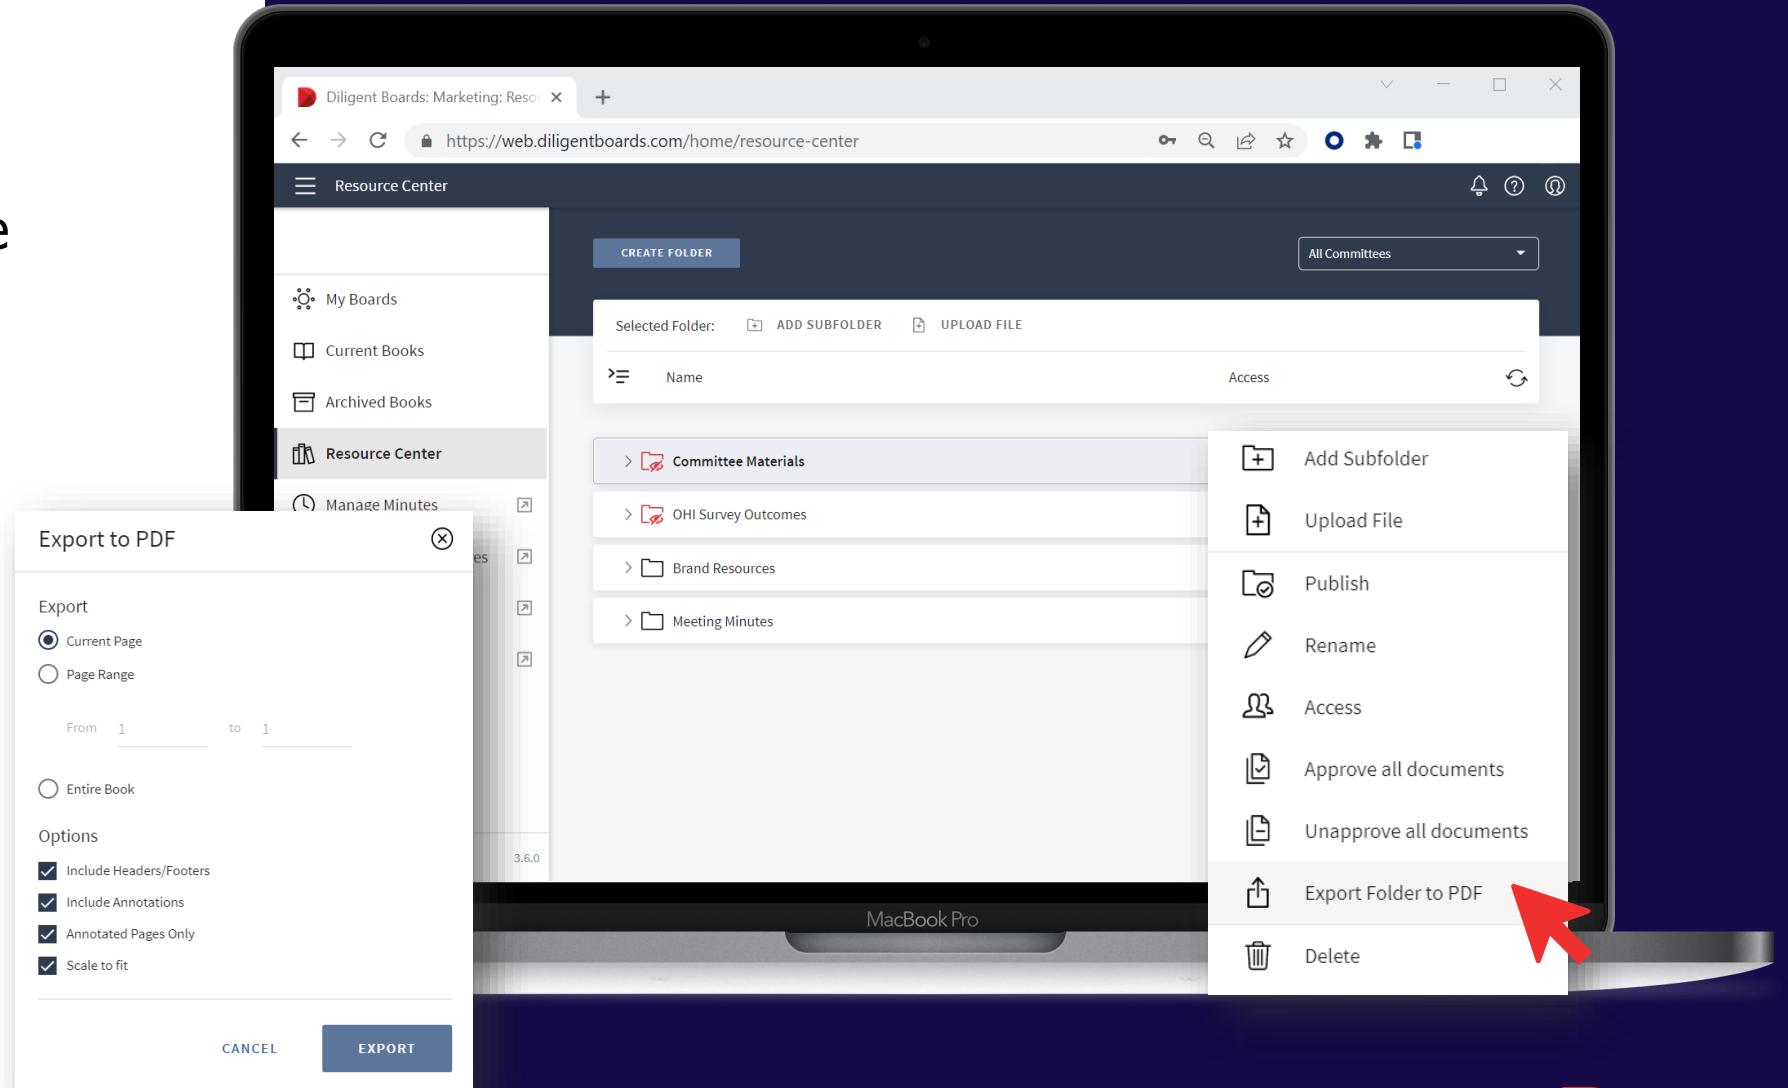 e
Diligent Boards: Marketing: Reso
https://web.diligentboards.com/home/resource-center
Resource Center
CREATE FOLDER
All Committees
My Boards
Current Books
Archived Books
Resource Center
Manage Minutes
es
3.6.0
Selected Folder: ADD SUBFOLDER UPLOAD FILE
Name Access
Committee Materials
OHI Survey Outcomes
Brand Resources
Meeting Minutes
Add Subfolder
Upload File
Publish
Rename
Access
Approve all documents
Unapprove all documents
Export Folder to PDF
Delete
Export to PDF
Export
Current Page
Page Range
From 1 to 1
Entire Book
Options
Include Headers/Footers
Include Annotations
Annotated Pages Only
Scale to fit
CANCEL EXPORT
MacBook Pro